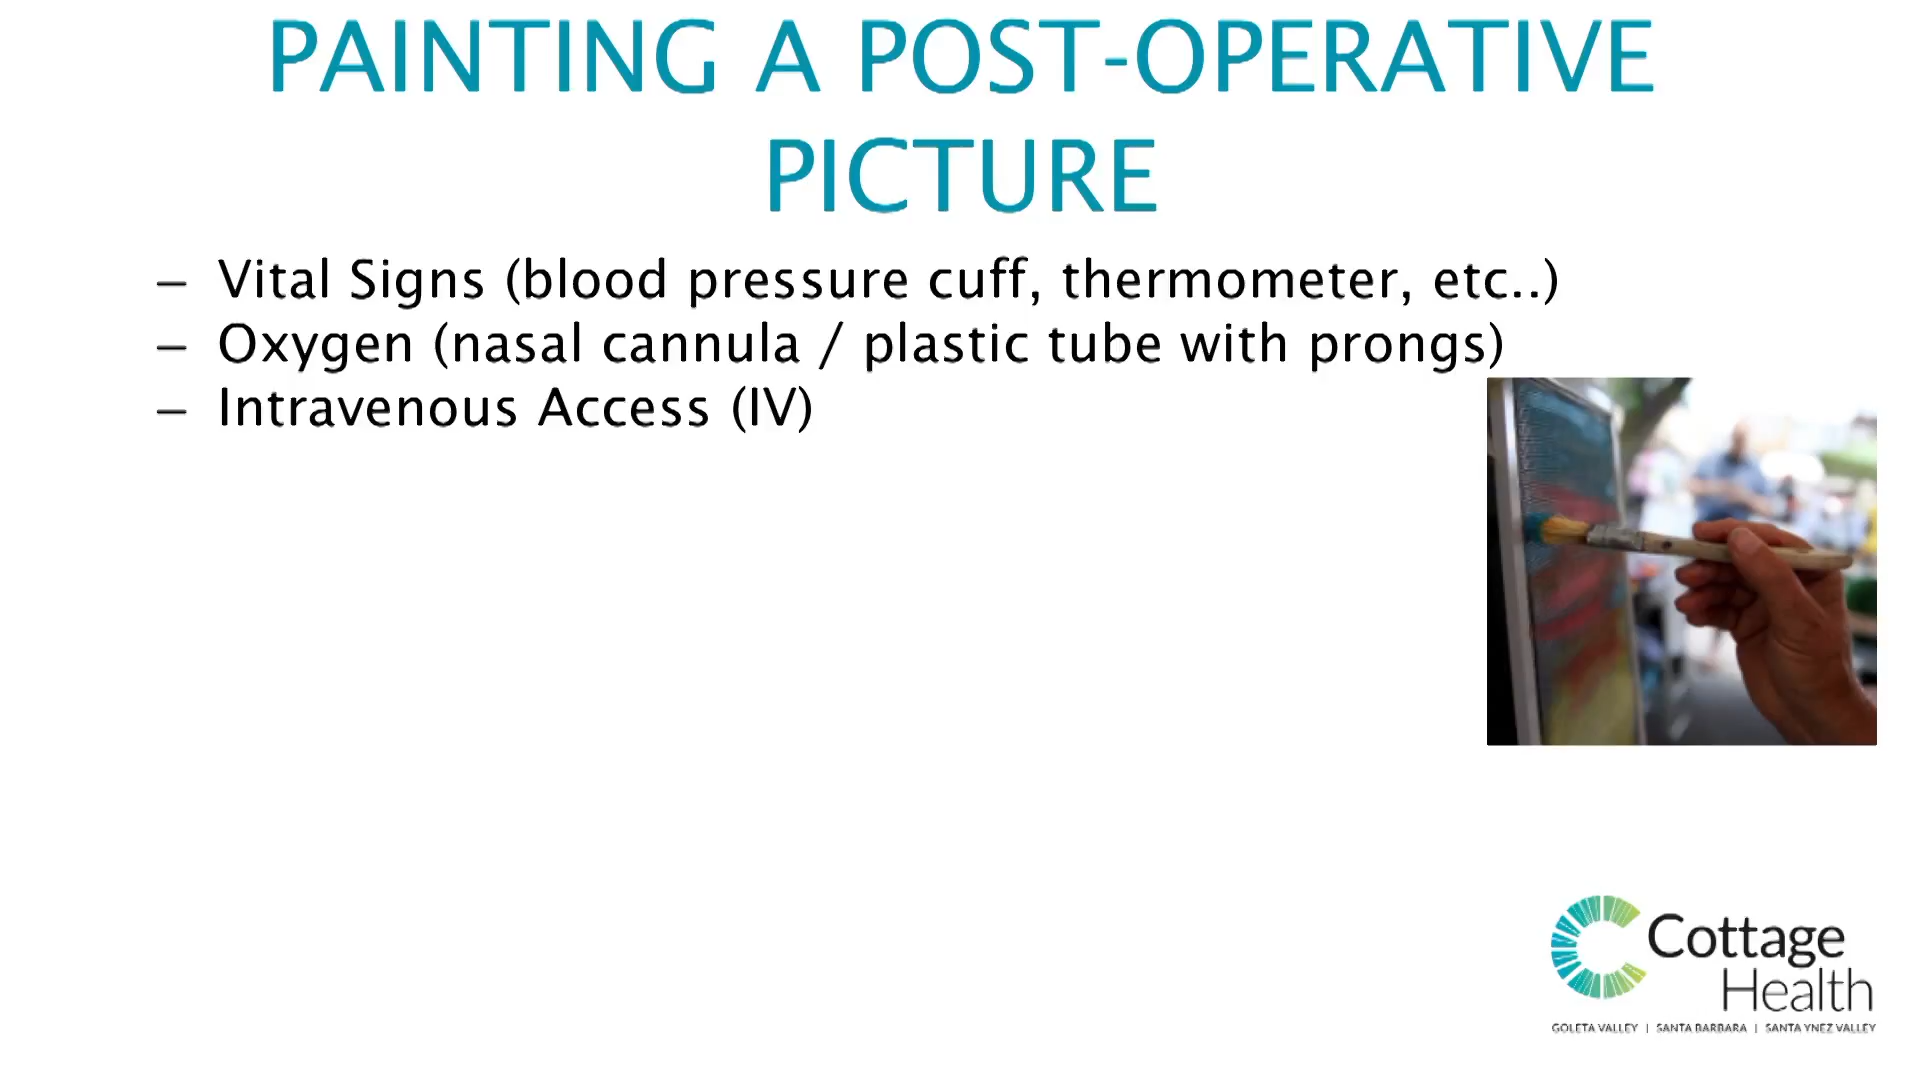 PAINTING A POST-OPERATIVE
PICTURE
– Vital Signs (blood pressure cuff, thermometer, etc..)
– Oxygen (nasal cannula / plastic tube with prongs)
– Intravenous Access (IV)
Cottage
Health
GOLETA VALLEY | SANTA BARBARA | SANTA YNEZ VALLEY